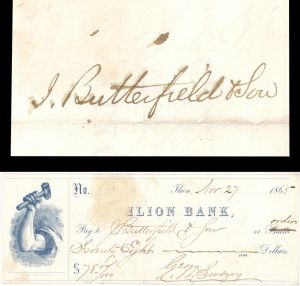 J. Butterfield & Son
No. Ilion, Nov 27 1865
ILION BANK,
Pay to J Butterfield & Son or order
Seventy Eight Dollars.
$ 78 00/100